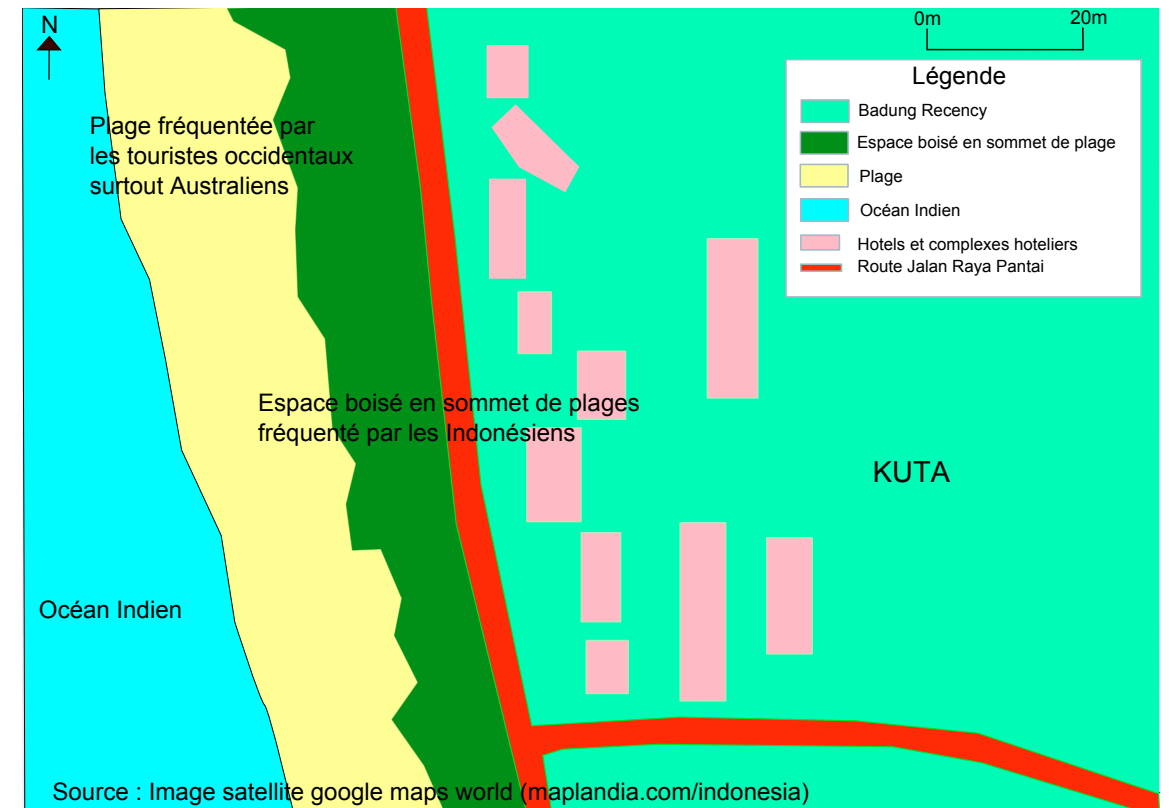 N
0m 20m
Légende
Badung Recency
Espace boisé en sommet de plage
Plage
Océan Indien
Hotels et complexes hoteliers
Route Jalan Raya Pantai
Plage fréquentée par
les touristes occidentaux
surtout Australiens
Espace boisé en sommet de plages
fréquenté par les Indonésiens
KUTA
Océan Indien
Source : Image satellite google maps world (maplandia.com/indonesia)